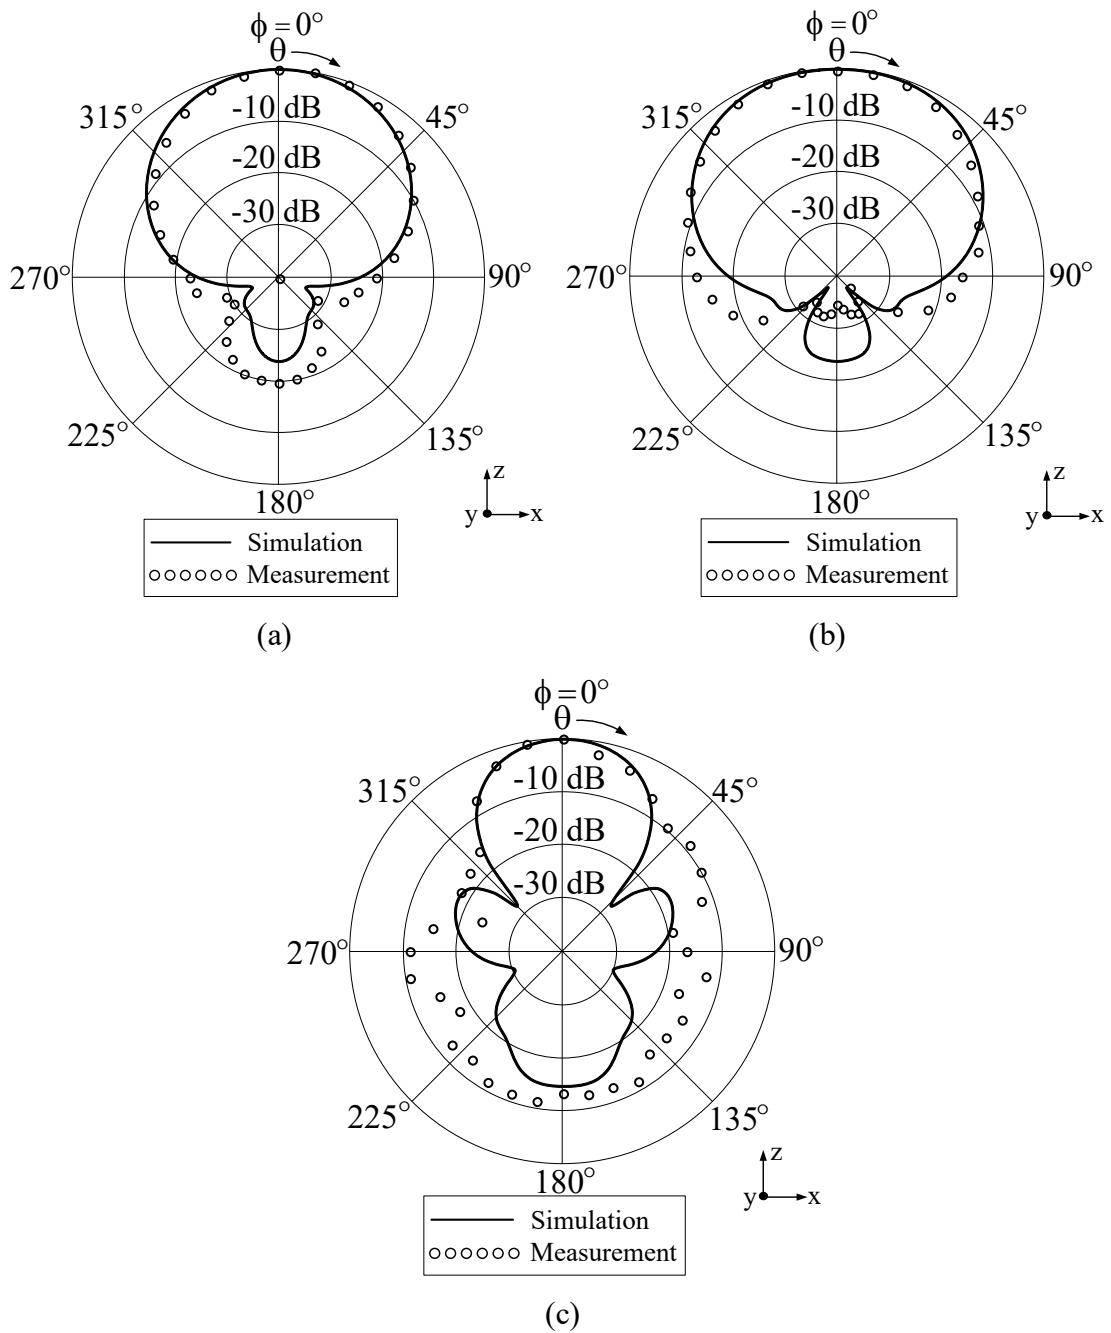 ϕ = 0°
θ
-10 dB
315° 45°
-20 dB
-30 dB
270° 90°
225° 135°
180°
z
y x
Simulation
Measurement
(a)
ϕ = 0°
θ
-10 dB
315° 45°
-20 dB
-30 dB
270° 90°
225° 135°
180°
z
y x
Simulation
Measurement
(b)
ϕ = 0°
θ
-10 dB
315° 45°
-20 dB
-30 dB
270° 90°
225° 135°
180°
z
y x
Simulation
Measurement
(c)